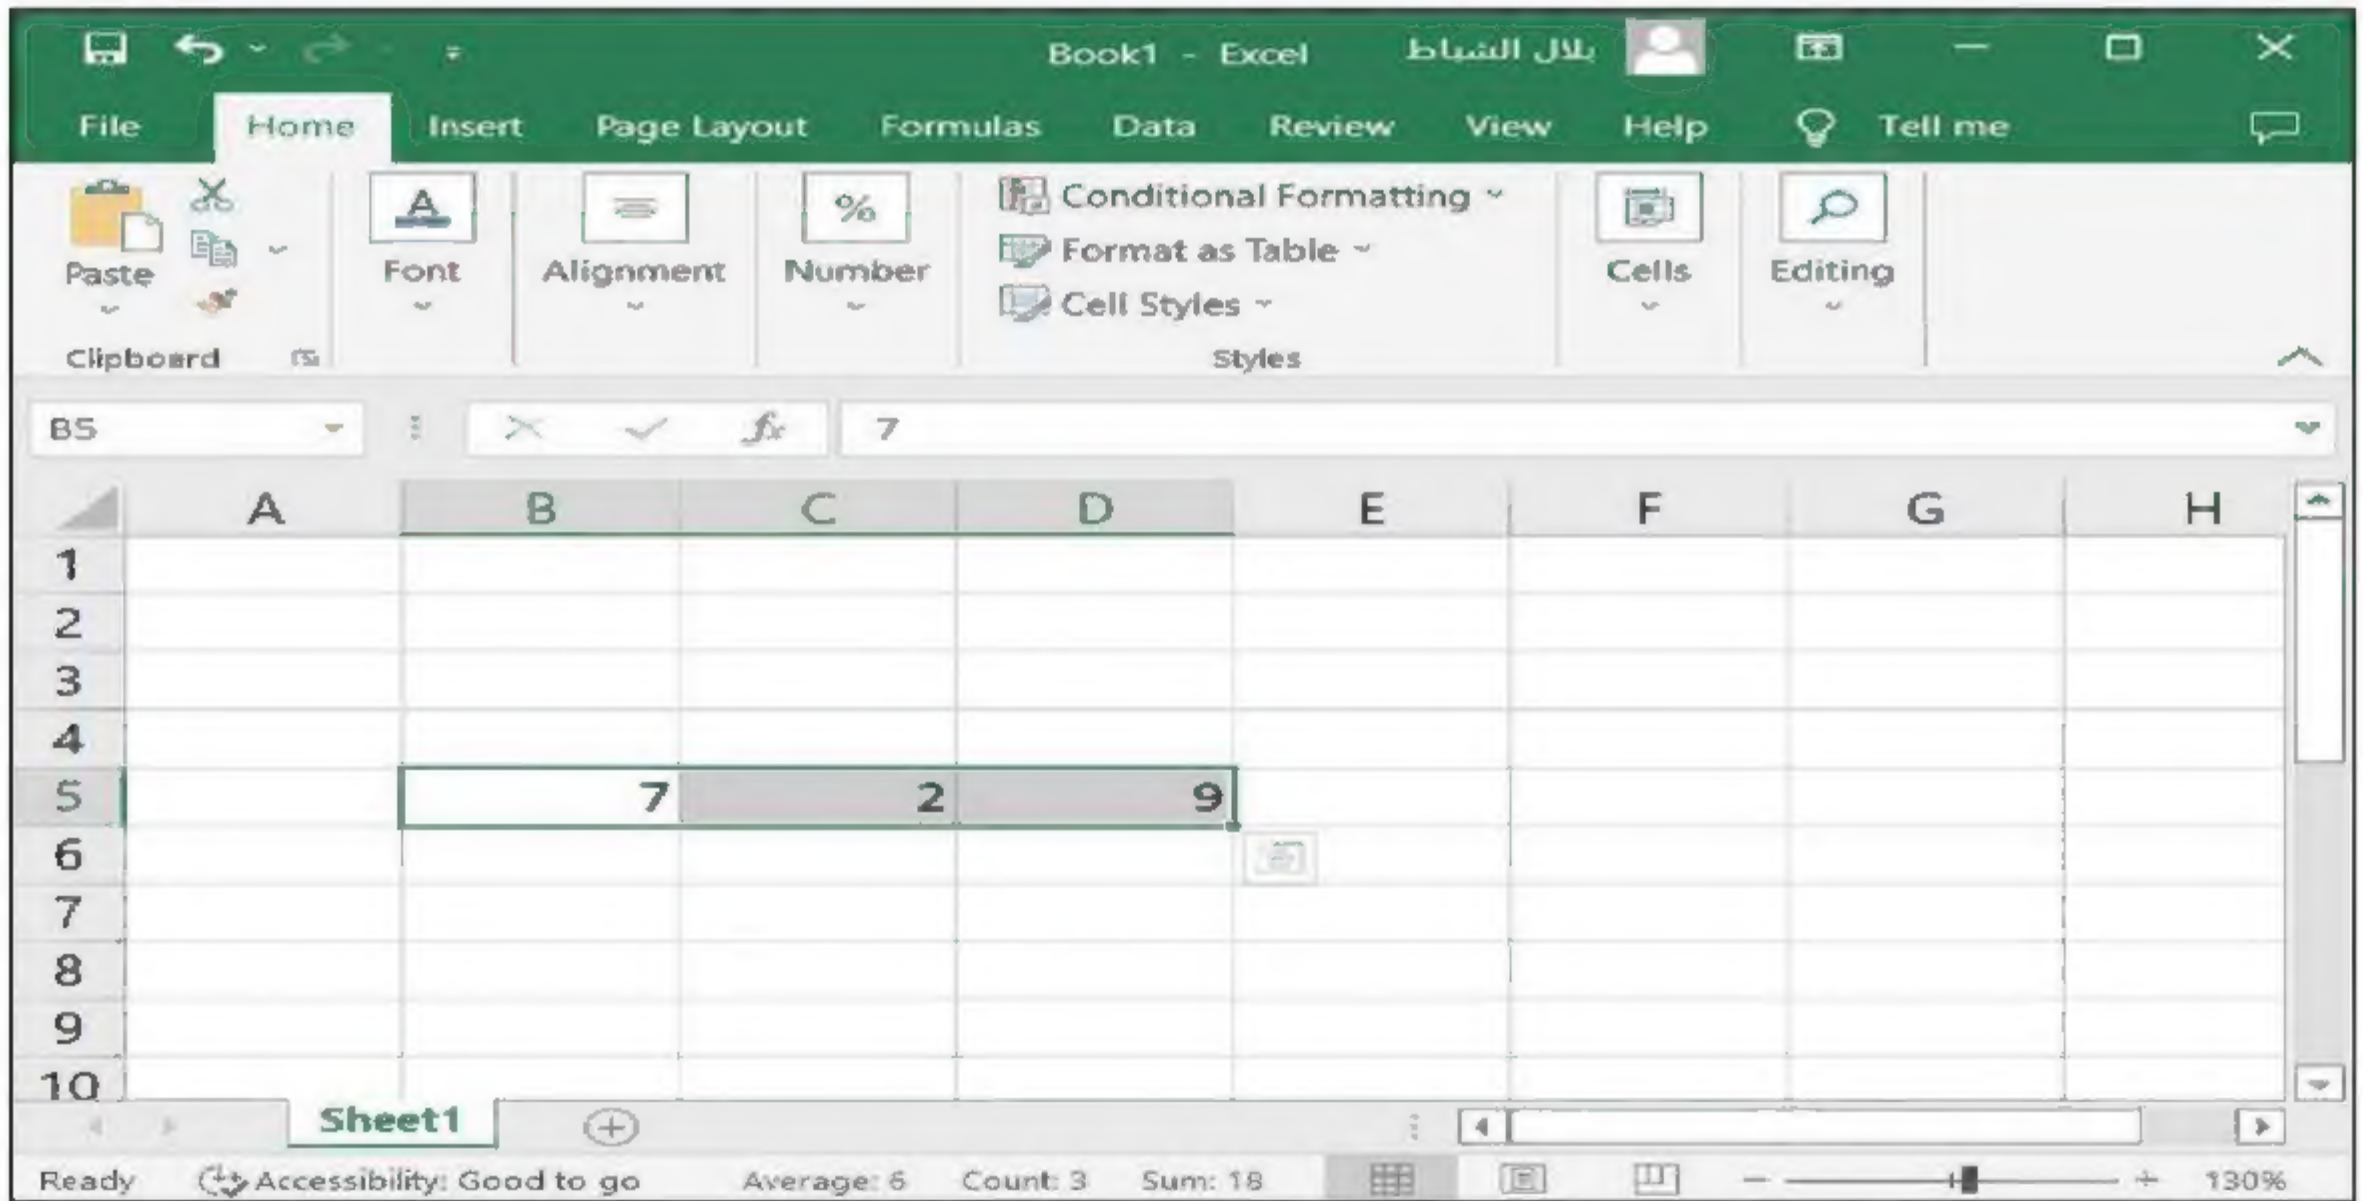 Book1 - Excel بلال الشباط
File Home Insert Page Layout Formulas Data Review View Help Tell me
Conditional Formatting
Format as Table
Cell Styles
Paste Font Alignment Number Cells Editing
Clipboard Styles
B5 fx 7
A B C D E F G H
1
2
3
4
5 7 2 9
6
7
8
9
10
Sheet1
Ready Accessibility: Good to go Average: 6 Count: 3 Sum: 18 130%